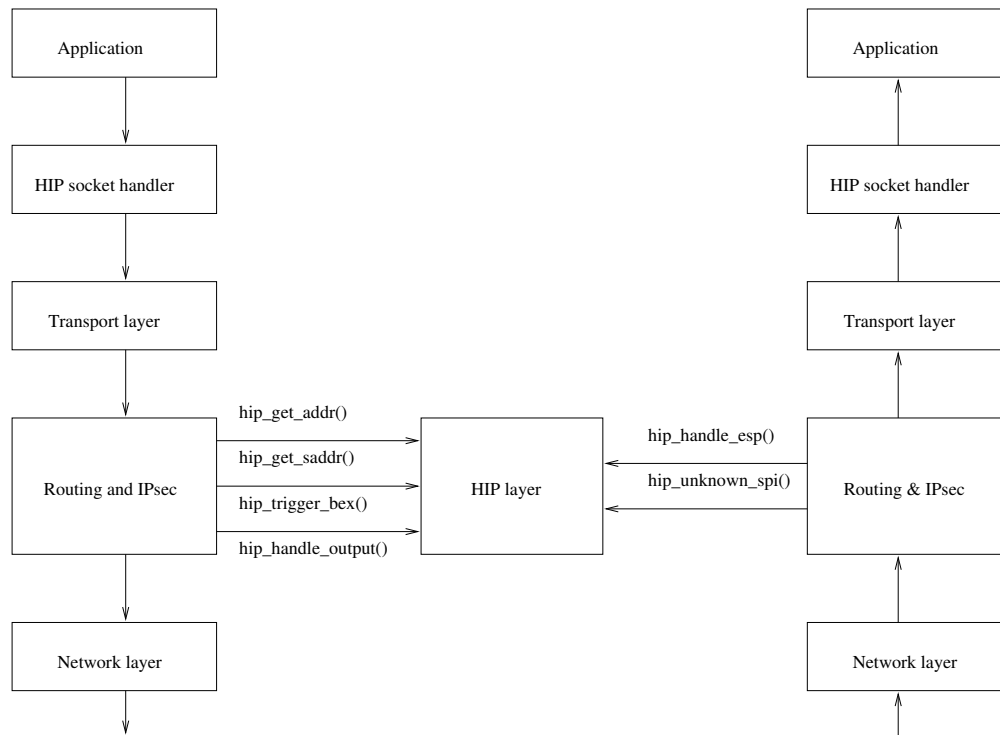 Application
Application
HIP socket handler
HIP socket handler
Transport layer
Transport layer
hip_get_addr()
hip_handle_esp()
hip_get_saddr()
hip_unknown_spi()
Routing and IPsec
HIP layer
Routing & IPsec
hip_trigger_bex()
hip_handle_output()
Network layer
Network layer